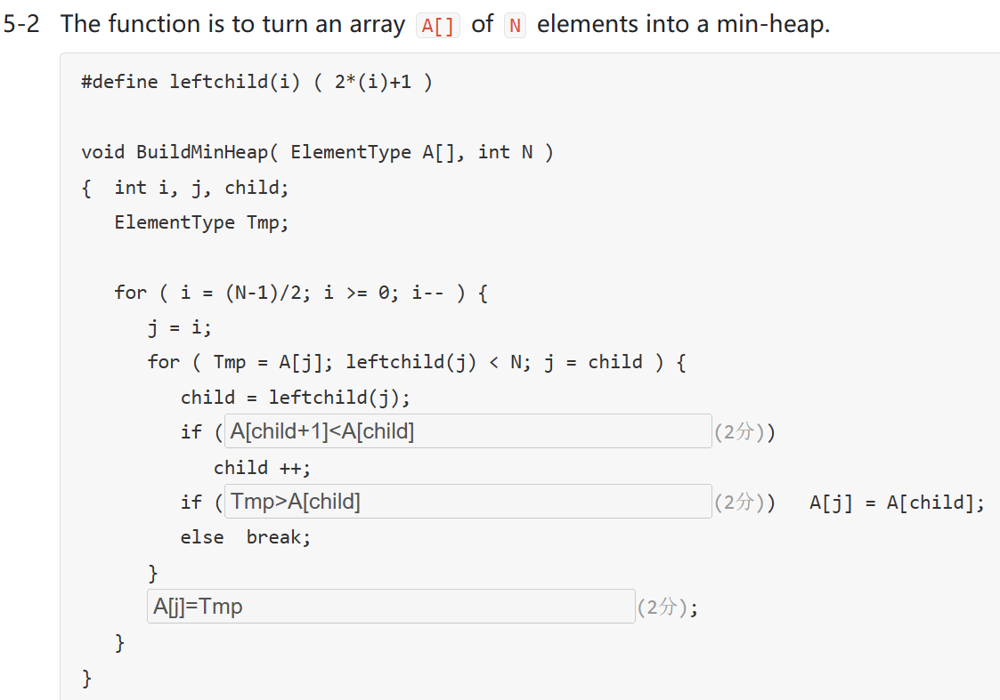 5-2 The function is to turn an array A[] of N elements into a min-heap.
#define leftchild(i) ( 2*(i)+1 )
void BuildMinHeap( ElementType A[], int N )
{ int i, j, child;
ElementType Tmp;
for ( i = (N-1)/2; i >= 0; i-- ) {
j = i;
for ( Tmp = A[j]; leftchild(j) < N; j = child ) {
child = leftchild(j);
if ( A[child+1]<A[child] (2分))
child ++;
if ( Tmp>A[child] (2分)) A[j] = A[child];
else break;
}
A[j]=Tmp (2分);
}
}